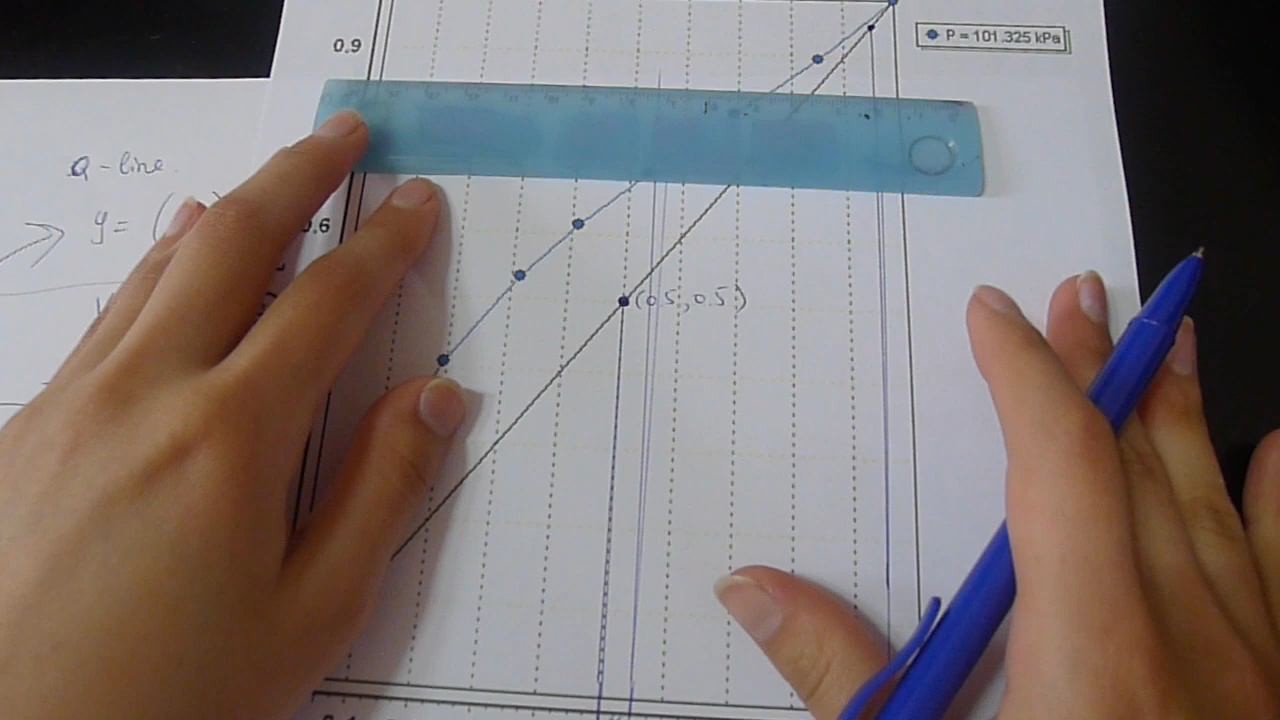 0.9
P = 101.325 kPa
Q-line.
y=
0.6
(0.5, 0.5)